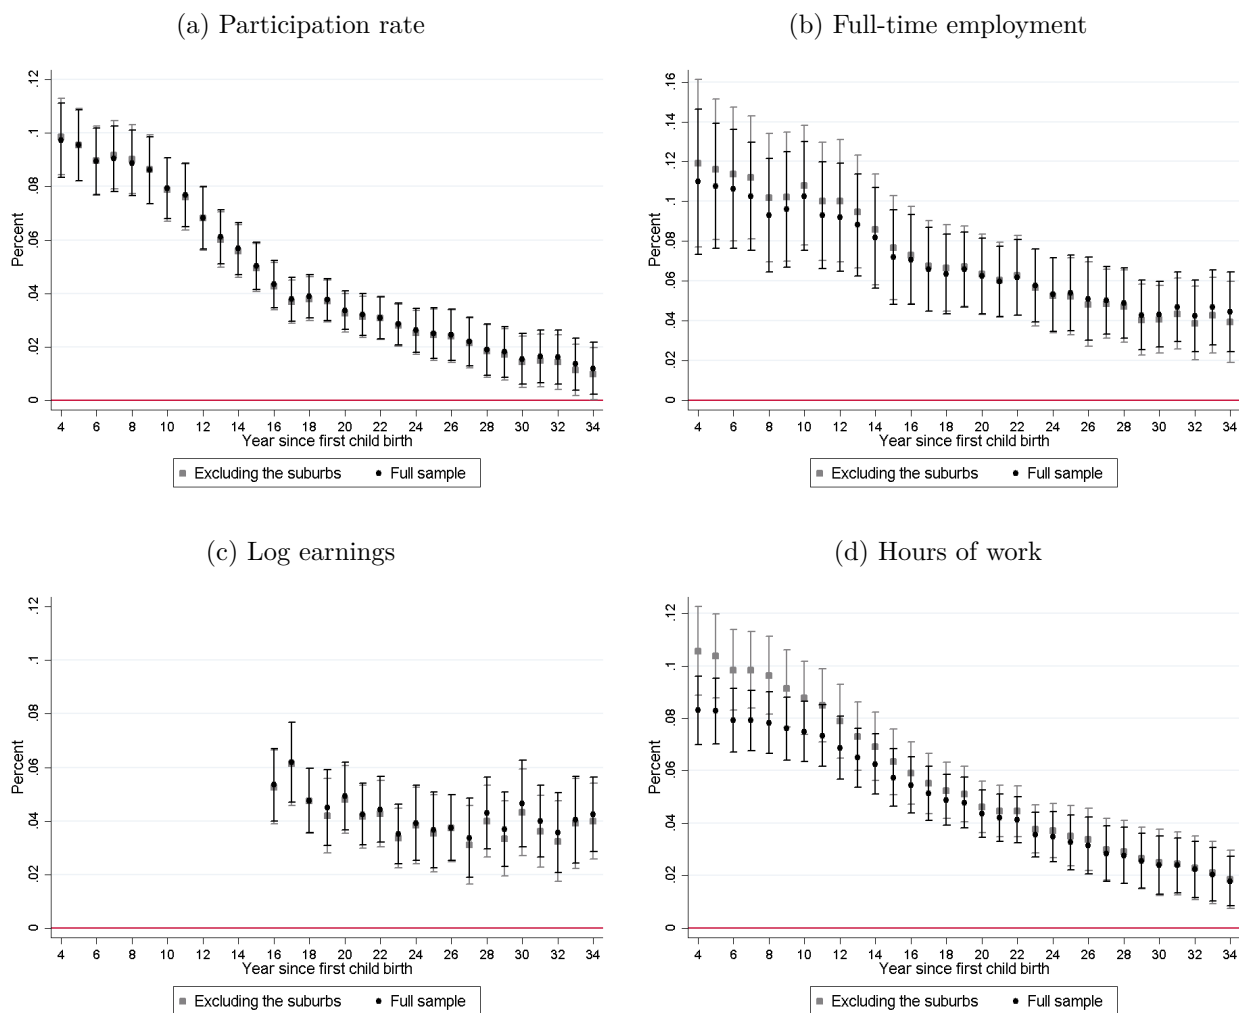 (a) Participation rate
Percent
0 .02 .04 .06 .08 .1 .12
4 6 8 10 12 14 16 18 20 22 24 26 28 30 32 34
Year since first child birth
Excluding the suburbs Full sample
(b) Full-time employment
Percent
0 .02 .04 .06 .08 .1 .12 .14 .16
4 6 8 10 12 14 16 18 20 22 24 26 28 30 32 34
Year since first child birth
Excluding the suburbs Full sample
(c) Log earnings
Percent
0 .02 .04 .06 .08 .1 .12
4 6 8 10 12 14 16 18 20 22 24 26 28 30 32 34
Year since first child birth
Excluding the suburbs Full sample
(d) Hours of work
Percent
0 .02 .04 .06 .08 .1 .12
4 6 8 10 12 14 16 18 20 22 24 26 28 30 32 34
Year since first child birth
Excluding the suburbs Full sample